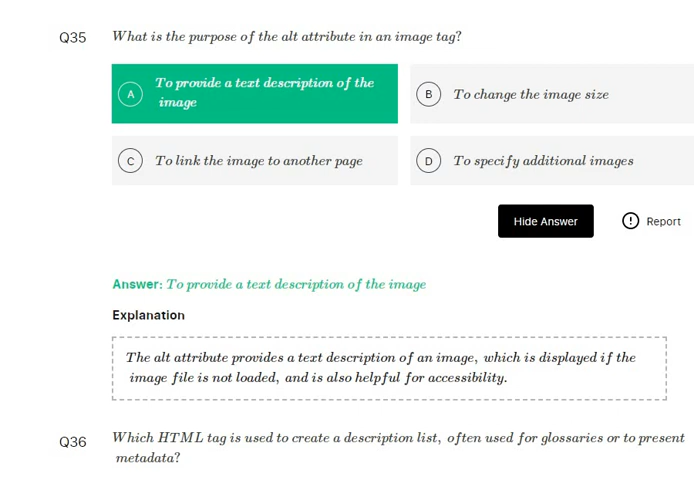 Q35 What is the purpose of the alt attribute in an image tag?
A To provide a text description of the
image
B To change the image size
C To link the image to another page
D To specify additional images
Hide Answer
Report
Answer: To provide a text description of the image
Explanation
The alt attribute provides a text description of an image, which is displayed if the
image file is not loaded, and is also helpful for accessibility.
Q36 Which HTML tag is used to create a description list, often used for glossaries or to present
metadata?